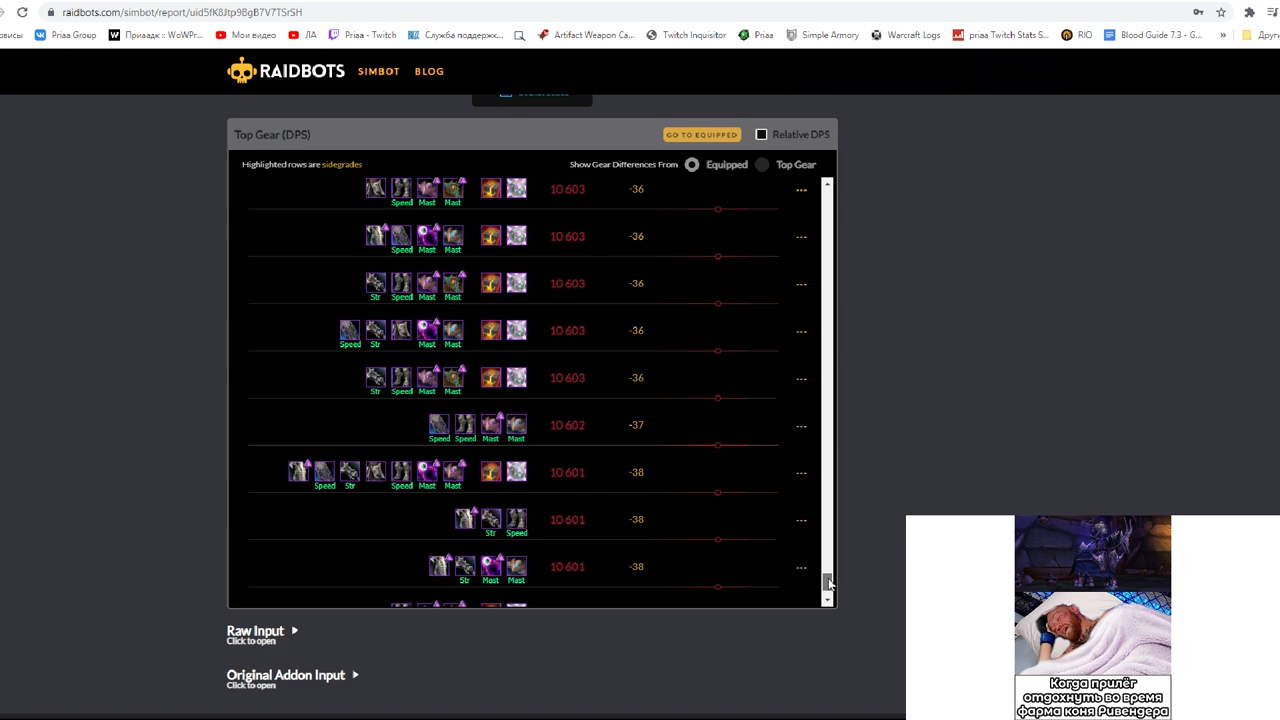 raidbots.com/simbot/report/uid5fK8Jtp9BgB7V7TSrSH
рвисы Priaa Group Приаадк ::WoWPr... Мои видео ЛА Priaa - Twitch Служба поддержк... Artifact Weapon Ca... Twitch Inquisitor Priaa Simple Armory Warcraft Logs priaa Twitch Stats S... RIO Blood Guide 7.3 - G... » Други
RAIDBOTS SIMBOT BLOG
Top Gear (DPS) GO TO EQUIPPED Relative DPS
Highlighted rows are sidegrades Show Gear Differences From Equipped Top Gear
10 603 -36 ---
Speed Mast Mast
10 603 -36 ---
Speed Mast Mast
10 603 -36 ---
Str Speed Mast Mast
10 603 -36 ---
Speed Str Mast Mast
10 603 -36 ---
Str Speed Mast Mast
10 602 -37 ---
Speed Speed Mast Mast
10 601 -38 ---
Speed Str Speed Mast Mast
10 601 -38 ---
Str Speed
10 601 -38 ---
Str Mast Mast
Raw Input
Click to open
Original Addon Input
Click to open
Когда прилёг
отдохнуть во время
фарма коня Ривендера